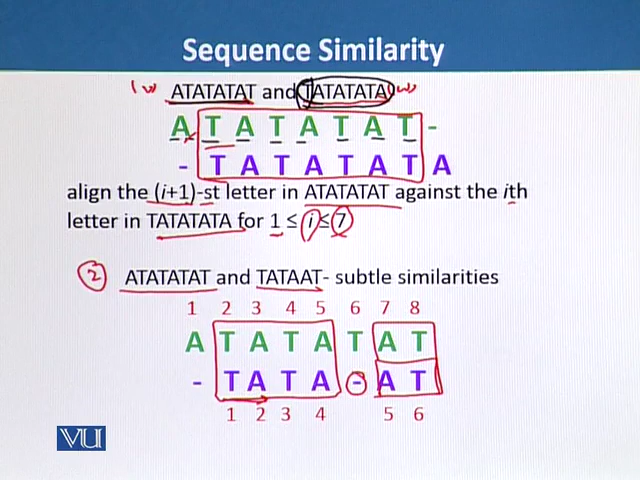 Sequence Similarity
(v) ATATATAT and TATATATA (w)
A T A T A T A T -
- T A T A T A T A
align the (i+1)-st letter in ATATATAT against the ith
letter in TATATATA for 1 ≤ i ≤ 7
2 ATATATAT and TATAAT- subtle similarities
1 2 3 4 5 6 7 8
A T A T A T A T
- T A T A - A T
1 2 3 4 5 6
VU